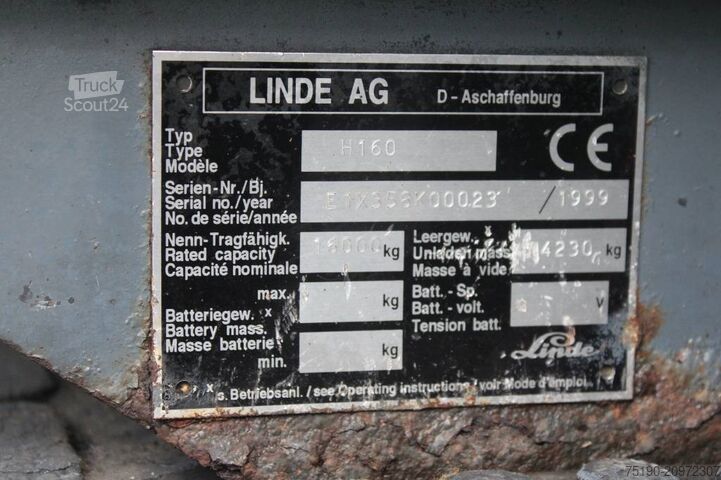 Truck
Scout24
LINDE AG D - Aschaffenburg
Typ
Type H160
Modèle
CE
Serien-Nr./Bj.
Serial no./year / 1999
No. de série/année
Nenn-Tragfähigk.
Rated capacity 16000 kg
Capacité nominale
Leergew.
Unladen mass kg
Masse à vide
max. kg
Batteriegew. x
Battery mass.
Masse batterie
min. kg
Batt. - Sp.
Batt. - volt. V
Tension batt.
Linde
x s. Betriebsanl. / see Operating instructions / voir Mode d'emploi
75190-20972307